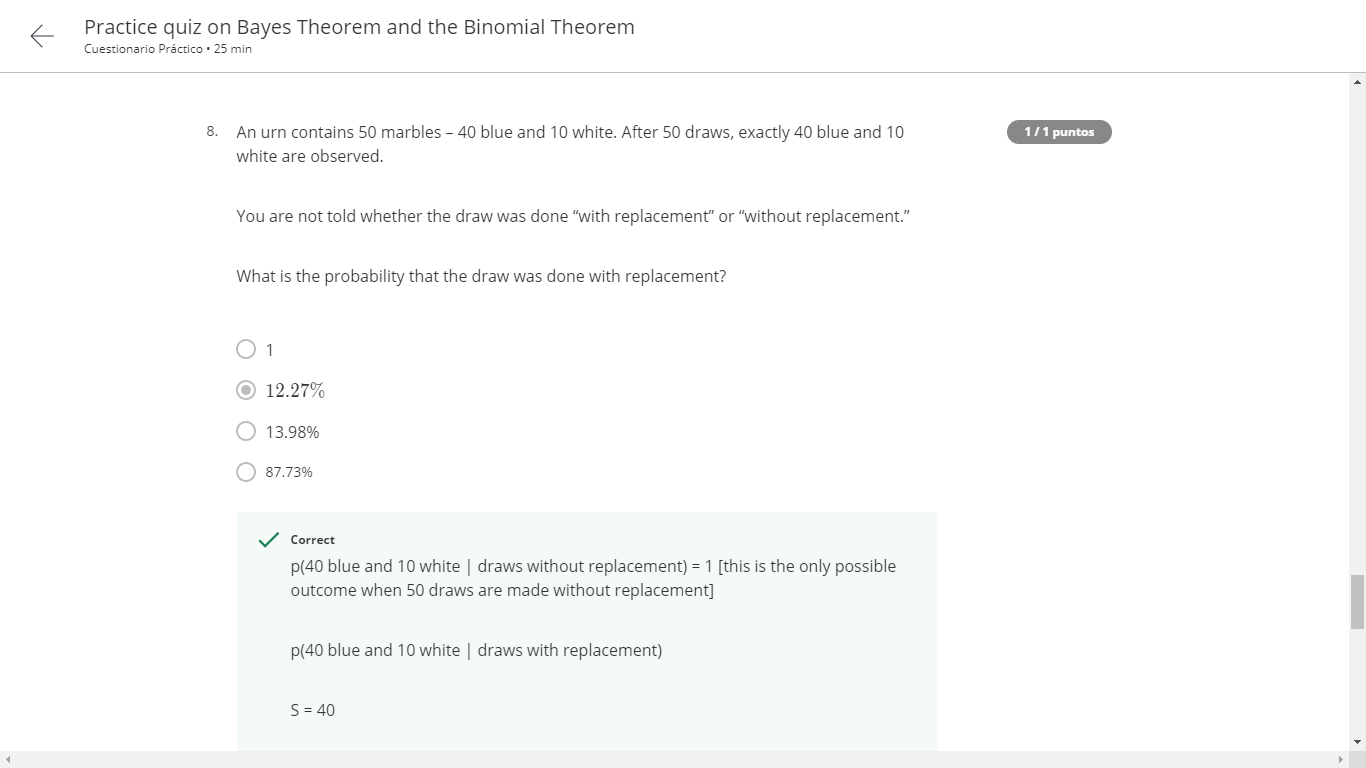 Practice quiz on Bayes Theorem and the Binomial Theorem
Cuestionario Práctico • 25 min
8. An urn contains 50 marbles – 40 blue and 10 white. After 50 draws, exactly 40 blue and 10
white are observed.
1 / 1 puntos
You are not told whether the draw was done “with replacement” or “without replacement.”
What is the probability that the draw was done with replacement?
1
12.27%
13.98%
87.73%
Correct
p(40 blue and 10 white | draws without replacement) = 1 [this is the only possible
outcome when 50 draws are made without replacement]
p(40 blue and 10 white | draws with replacement)
S = 40